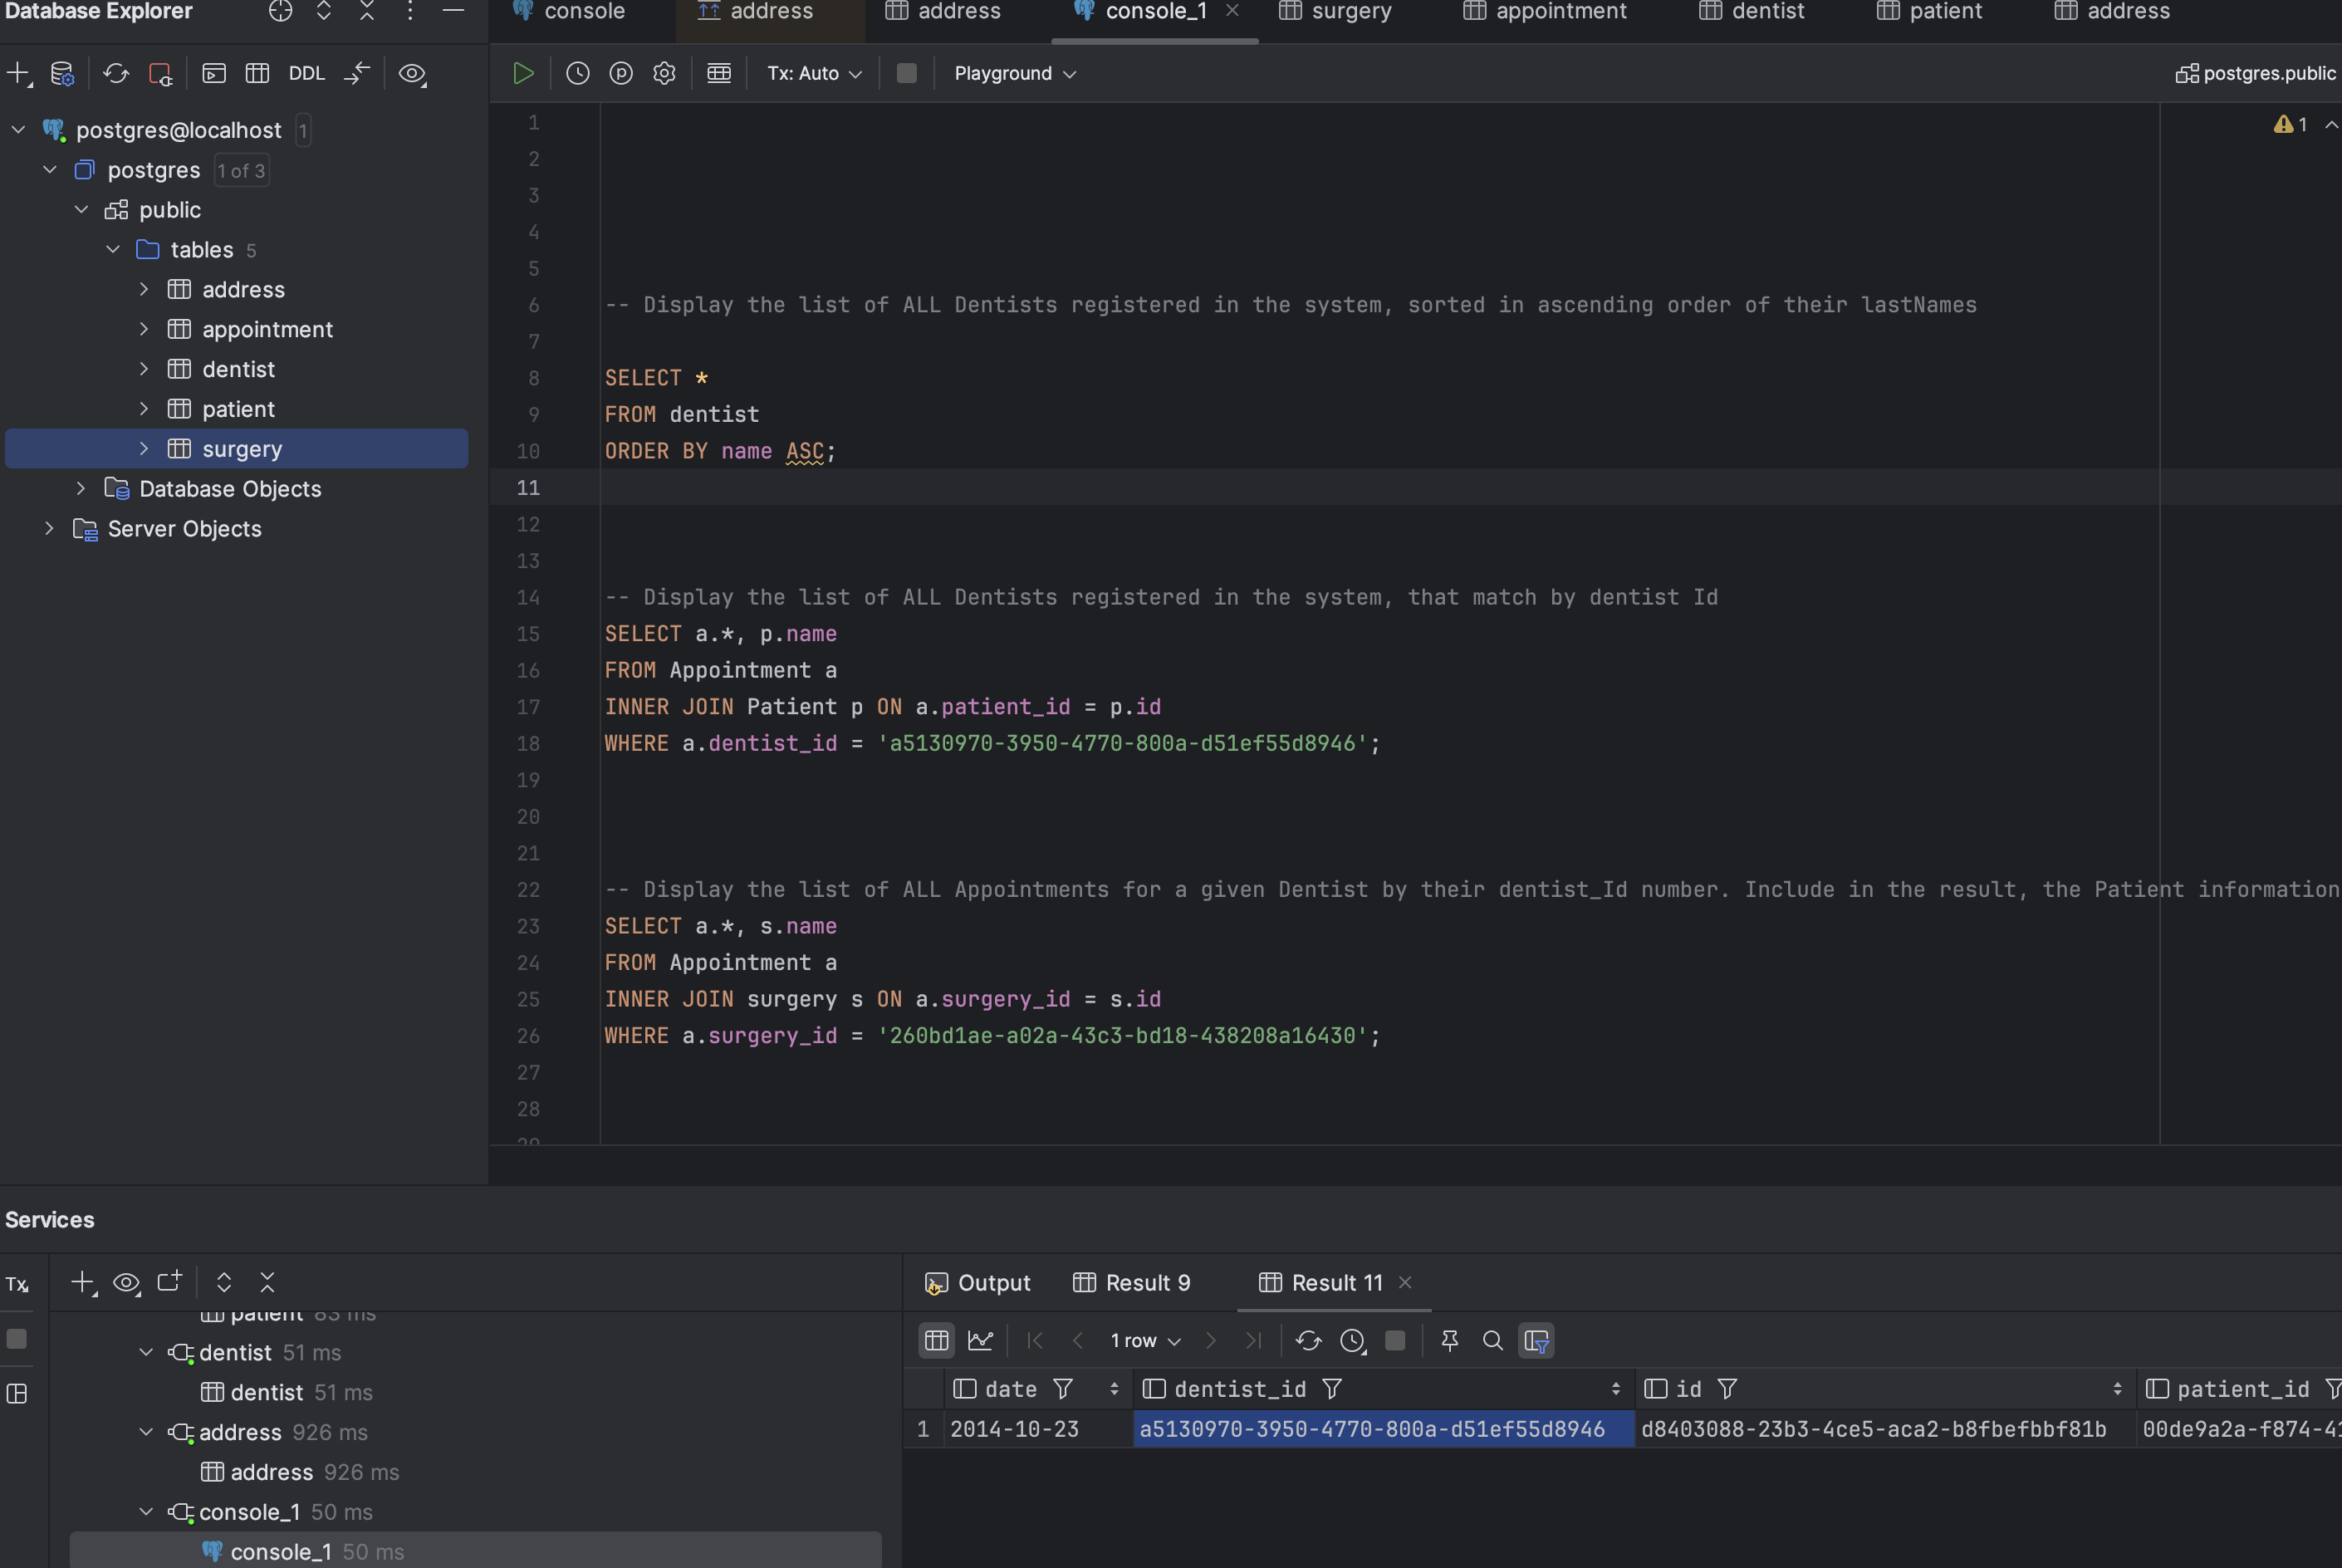 Database Explorer
console
address
address
console_1
surgery
appointment
dentist
patient
address
DDL
Tx: Auto
Playground
postgres.public
postgres@localhost 1
postgres 1 of 3
public
tables 5
address
appointment
dentist
patient
surgery
Database Objects
Server Objects
1
1
2
3
4
5
6 -- Display the list of ALL Dentists registered in the system, sorted in ascending order of their lastNames
7
8 SELECT *
9 FROM dentist
10 ORDER BY name ASC;
11
12
13
14 -- Display the list of ALL Dentists registered in the system, that match by dentist Id
15 SELECT a.*, p.name
16 FROM Appointment a
17 INNER JOIN Patient p ON a.patient_id = p.id
18 WHERE a.dentist_id = 'a5130970-3950-4770-800a-d51ef55d8946';
19
20
21
22 -- Display the list of ALL Appointments for a given Dentist by their dentist_Id number. Include in the result, the Patient information
23 SELECT a.*, s.name
24 FROM Appointment a
25 INNER JOIN surgery s ON a.surgery_id = s.id
26 WHERE a.surgery_id = '260bd1ae-a02a-43c3-bd18-438208a16430';
27
28
29
Services
Tx
patient 83 ms
dentist 51 ms
dentist 51 ms
address 926 ms
address 926 ms
console_1 50 ms
console_1 50 ms
Output
Result 9
Result 11
1 row
date dentist_id id patient_id
1 2014-10-23 a5130970-3950-4770-800a-d51ef55d8946 d8403088-23b3-4ce5-aca2-b8fbefbbf81b 00de9a2a-f874-41